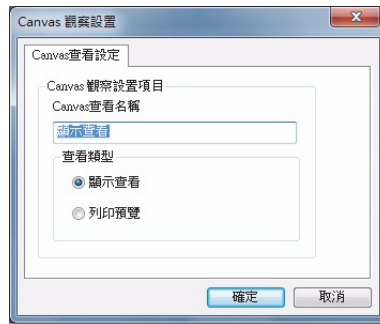 Canvas 觀察設置
Canvas查看設定
Canvas 觀察設置項目
Canvas查看名稱
顯示查看
查看類型
顯示查看
列印預覽
確定
取消